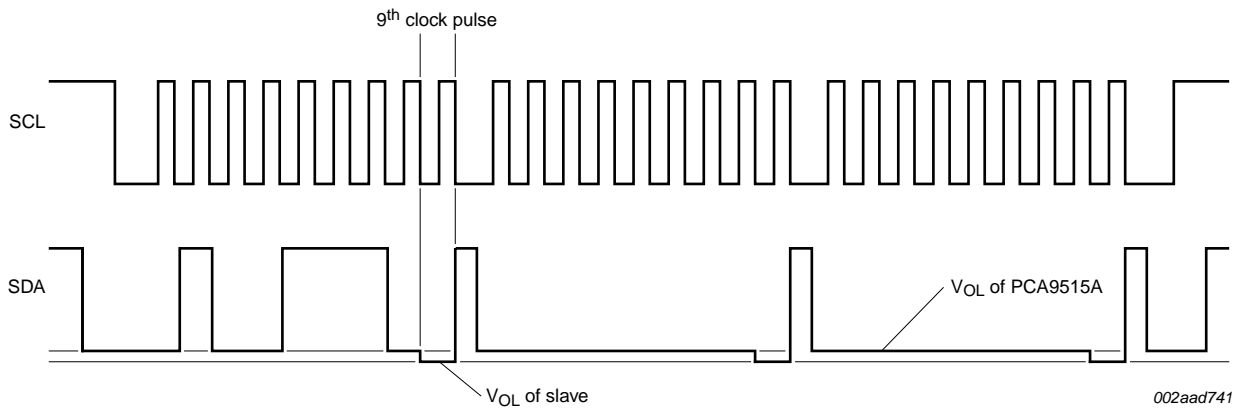 9th clock pulse
SCL
SDA
VOL of PCA9515A
VOL of slave
002aad741